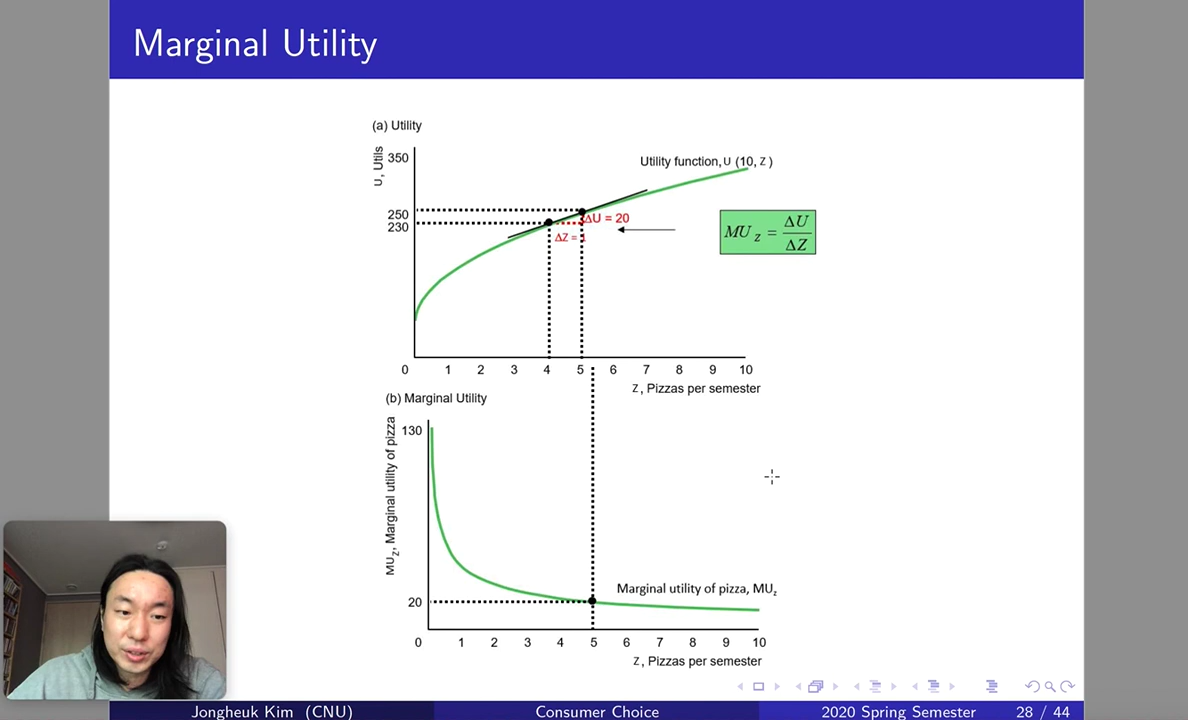 Marginal Utility
(a) Utility
U, Utils
350
250
230
Utility function, U (10, Z)
ΔU = 20
ΔZ = 1
MU Z = ΔU / ΔZ
0 1 2 3 4 5 6 7 8 9 10
Z, Pizzas per semester
(b) Marginal Utility
MUZ, Marginal utility of pizza
130
20
Marginal utility of pizza, MUz
0 1 2 3 4 5 6 7 8 9 10
Z, Pizzas per semester
Jongheuk Kim (CNU) Consumer Choice 2020 Spring Semester 28 / 44